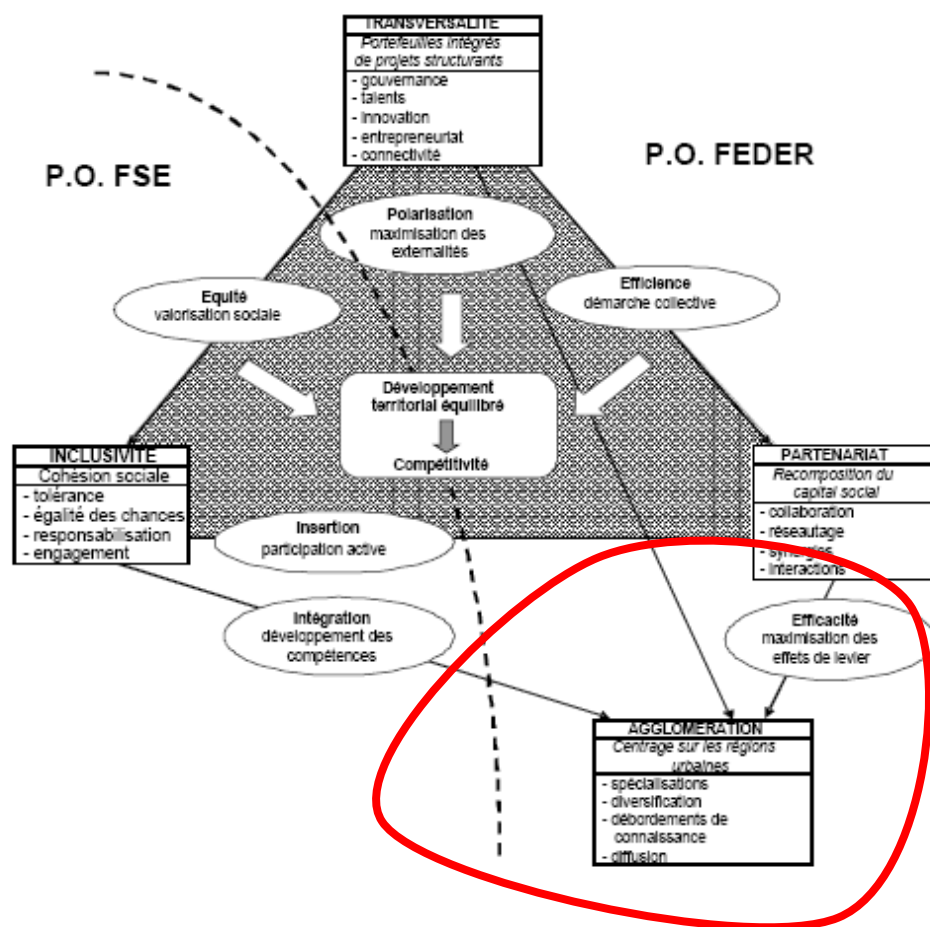 TRANSVERSALITE
Portefeuilles intégrés
de projets structurants
- gouvernance
- talents
- innovation
- entrepreneuriat
- connectivité
P.O. FSE
P.O. FEDER
Polarisation
maximisation des
externalités
Equité
valorisation sociale
Efficience
démarche collective
Développement
territorial équilibré
Compétitivité
INCLUSIVITE
Cohésion sociale
- tolérance
- égalité des chances
- responsabilisation
- engagement
PARTENARIAT
Recomposition du
capital social
- collaboration
- réseautage
- synergies
- interactions
Insertion
participation active
Intégration
développement des
compétences
Efficacité
maximisation des
effets de levier
AGGLOMERATION
Centrage sur les régions
urbaines
- spécialisations
- diversification
- débordements de
connaissance
- diffusion